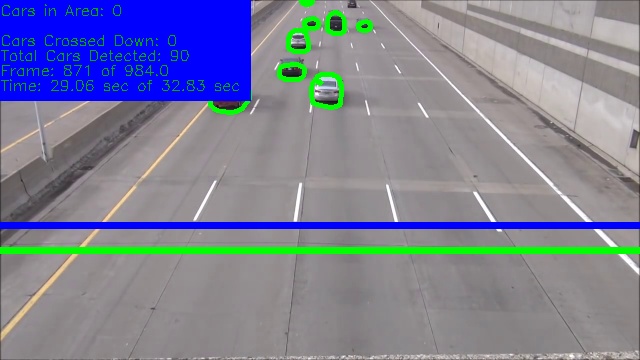 Cars in Area: 0
Cars Crossed Down: 0
Total Cars Detected: 90
Frame: 871 of 984.0
Time: 29.06 sec of 32.83 sec